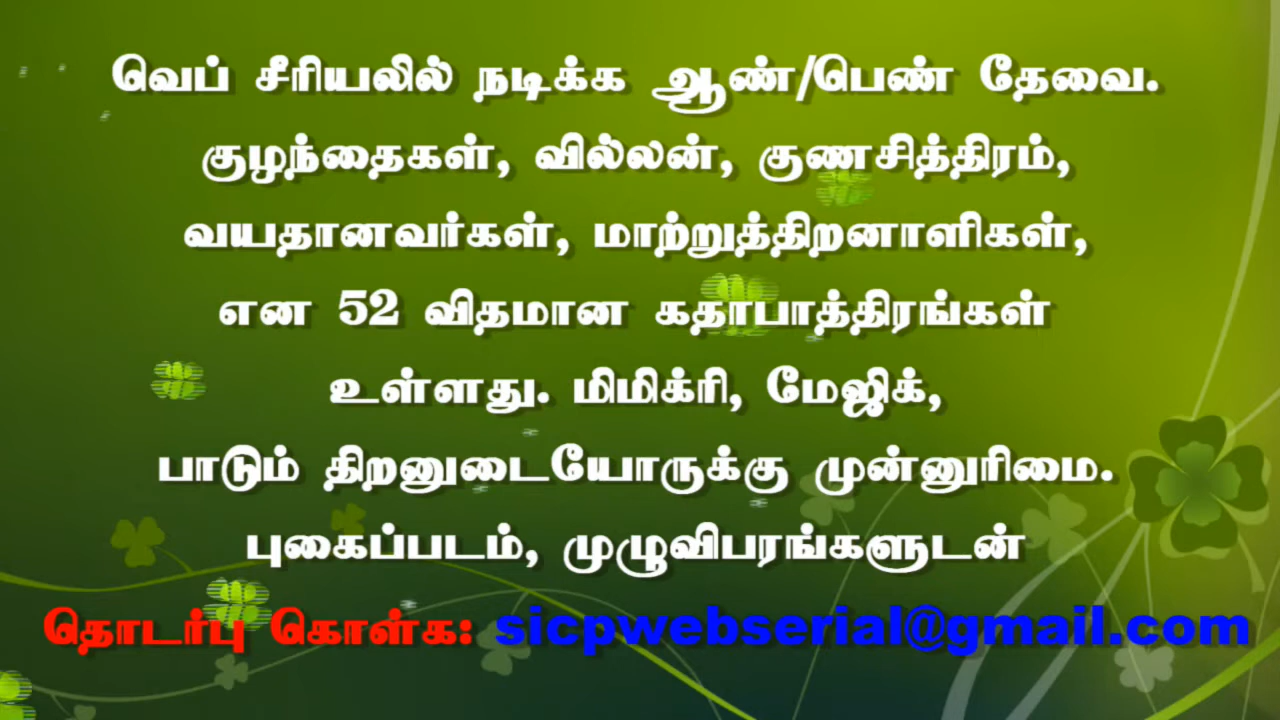 வெப் சீரியலில் நடிக்க ஆண்/பெண் தேவை.
குழந்தைகள், வில்லன், குணசித்திரம்,
வயதானவர்கள், மாற்றுத்திறனாளிகள்,
என 52 விதமான கதாபாத்திரங்கள்
உள்ளது. மிமிக்ரி, மேஜிக்,
பாடும் திறனுடையோருக்கு முன்னுரிமை.
புகைப்படம், முழுவிபரங்களுடன்
தொடர்பு கொள்க: sicpwebserial@gmail.com